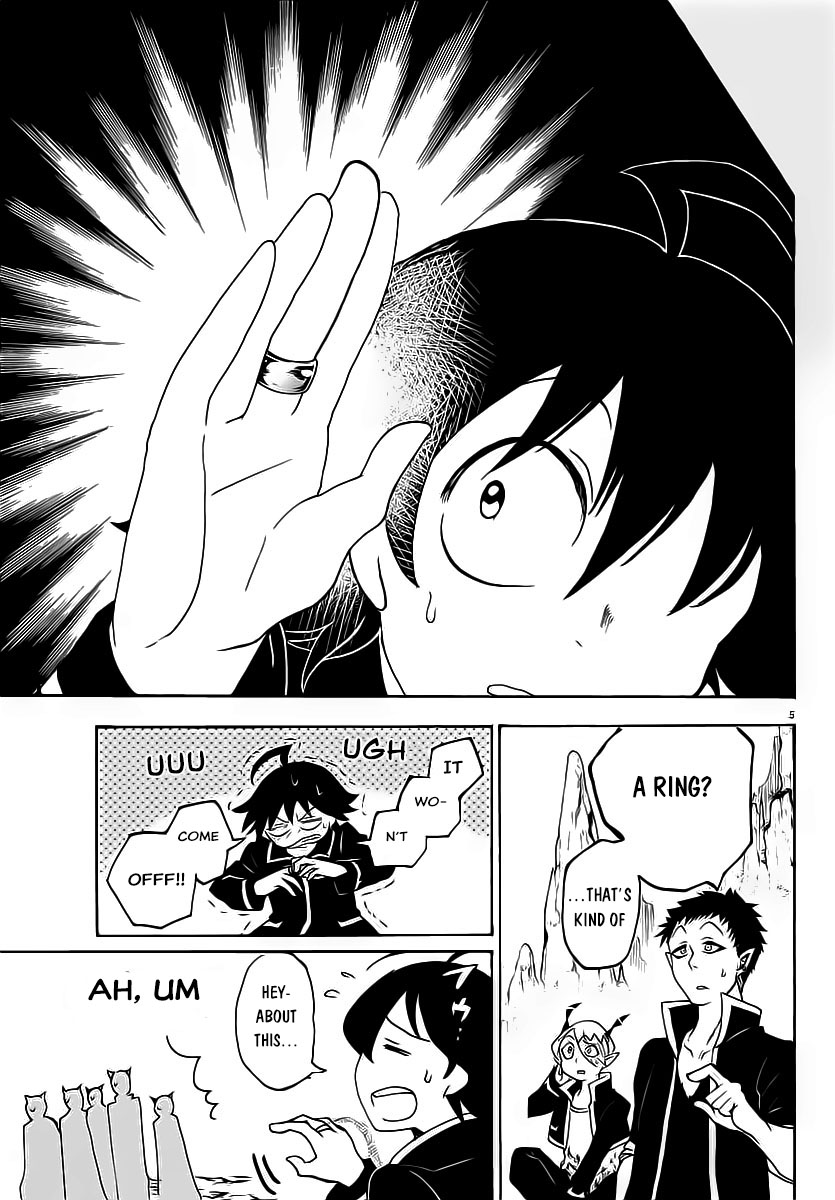 5
A RING?
...THAT'S
KIND OF
IT
WO-
N'T
UGH
UUU
COME
OFFF!!
HEY-
ABOUT
THIS...
AH, UM